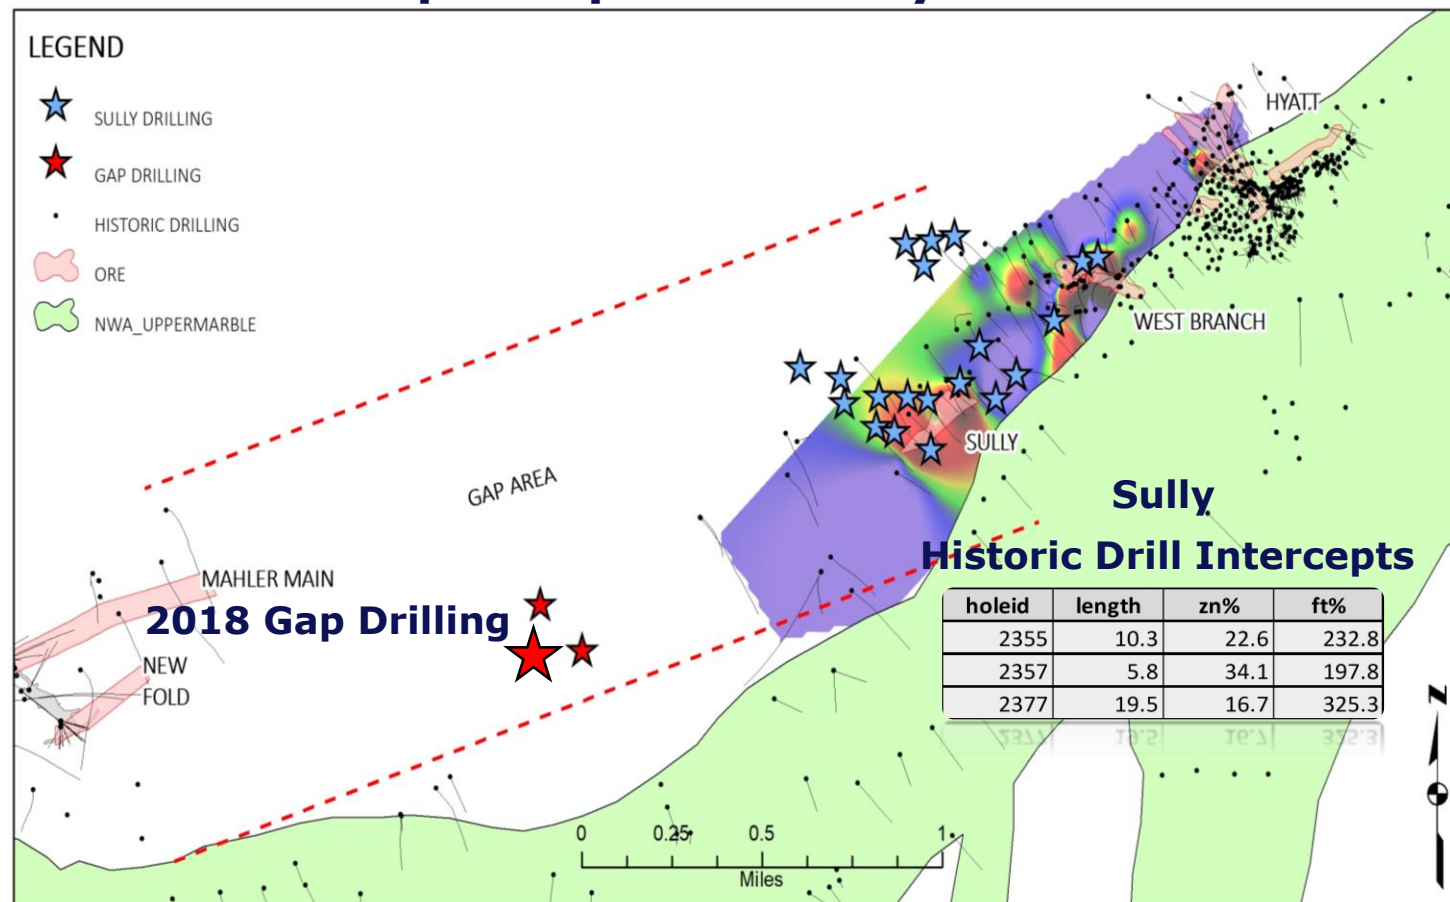 LEGEND
SULLY DRILLING
GAP DRILLING
HISTORIC DRILLING
ORE
NWA_UPPERMARBLE
HYATT
WEST BRANCH
SULLY
GAP AREA
MAHLER MAIN
2018 Gap Drilling
NEW
FOLD
Sully
Historic Drill Intercepts
holeid length zn% ft%
2355 10.3 22.6 232.8
2357 5.8 34.1 197.8
2377 19.5 16.7 325.3
0 0.25 0.5 1
Miles
N